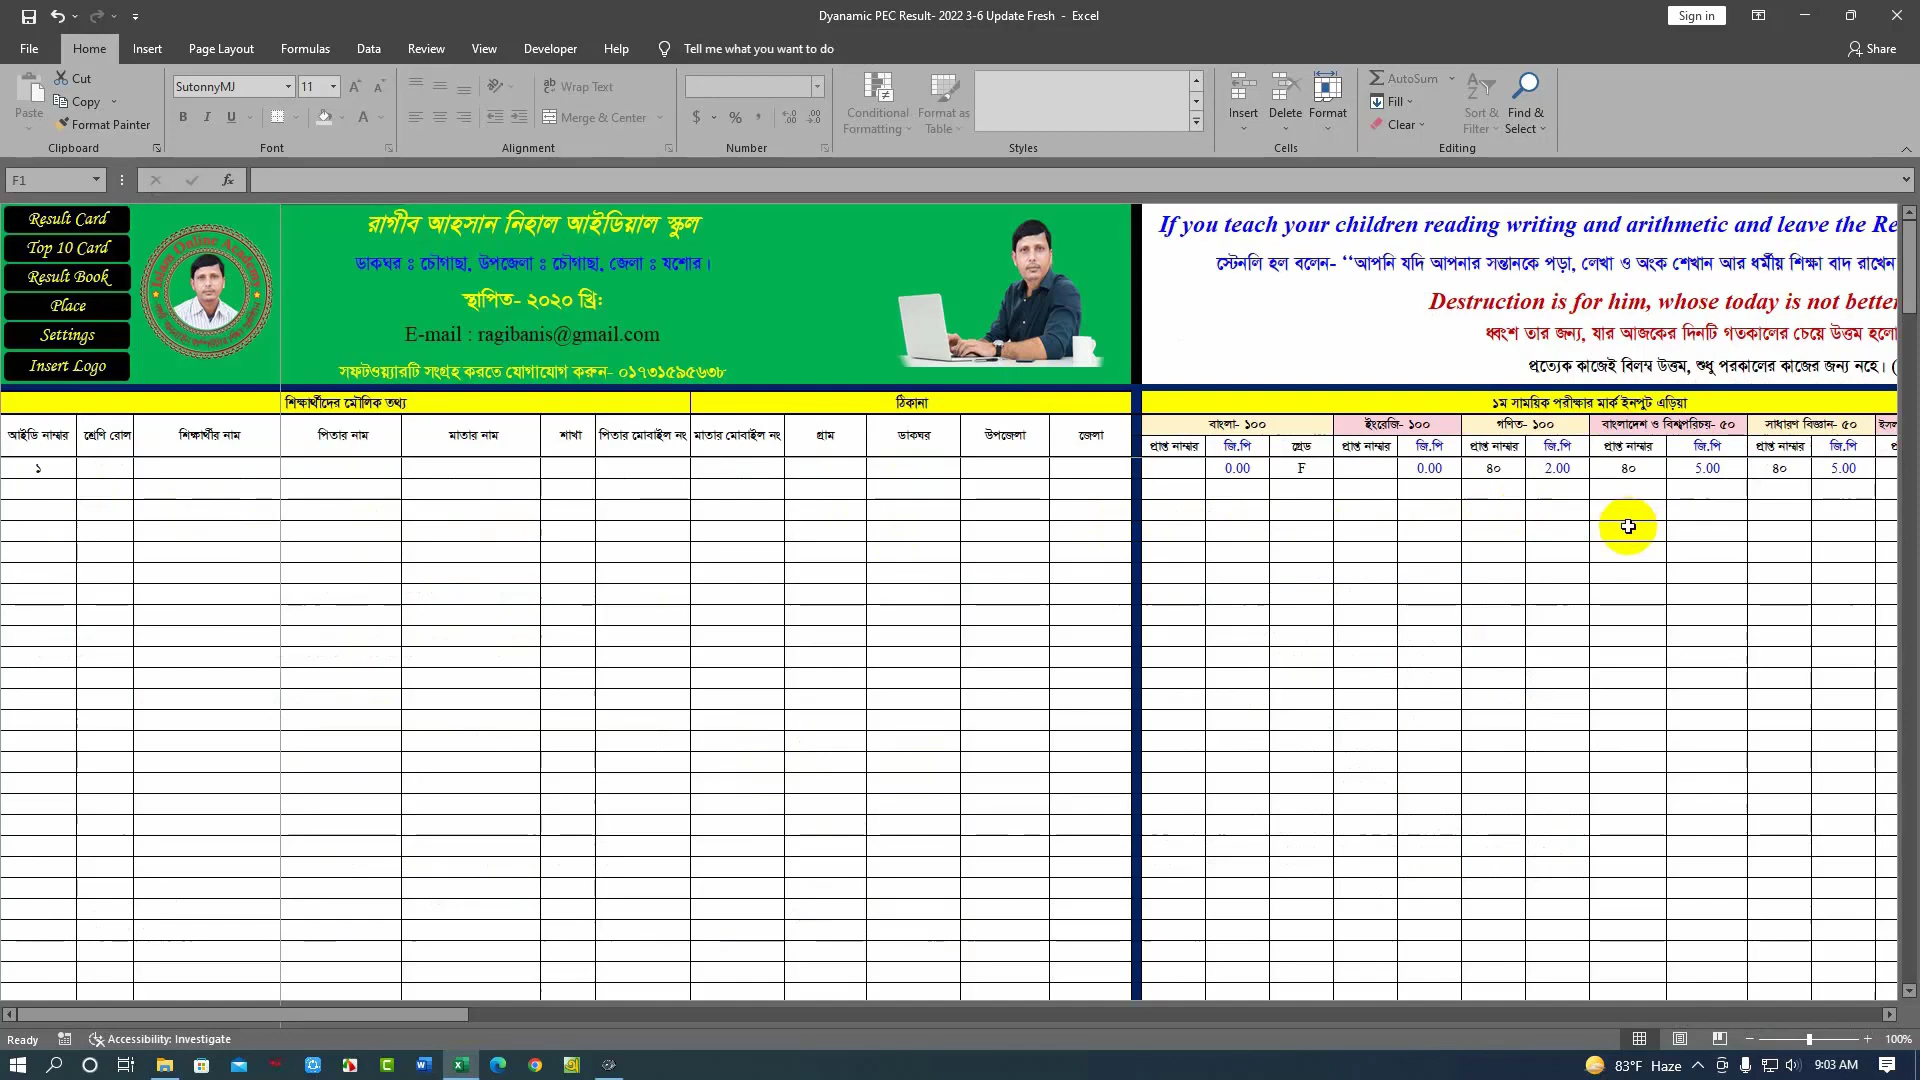 Dyanamic PEC Result- 2022 3-6 Update Fresh - Excel
Sign in
File Home Insert Page Layout Formulas Data Review View Developer Help Tell me what you want to do Share
Paste Cut Copy Format Painter Clipboard
SutonnyMJ 11 Font
Wrap Text Merge & Center Alignment
Number
Conditional Formatting Format as Table Styles
Insert Delete Format Cells
AutoSum Fill Clear Sort & Filter Find & Select Editing
F1
Result Card
Top 10 Card
Result Book
Place
Settings
Insert Logo
রাগীব আহসান নিহাল আইডিয়াল স্কুল
ডাকঘর ঃ চৌগাছা, উপজেলা ঃ চৌগাছা, জেলা ঃ যশোর।
স্থাপিত- ২০২০ খ্রি:
E-mail : ragibanis@gmail.com
সফটওয়্যারটি সংগ্রহ করতে যোগাযোগ করুন- ০১৭৩১৫৯৫৬৩৮
If you teach your children reading writing and arithmetic and leave the Re
স্টেনলি হল বলেন- ‘‘আপনি যদি আপনার সন্তানকে পড়া, লেখা ও অংক শেখান আর ধর্মীয় শিক্ষা বাদ রাখেন
Destruction is for him, whose today is not better
ধ্বংশ তার জন্য, যার আজকের দিনটি গতকালের চেয়ে উত্তম হলো
প্রত্যেক কাজেই বিলম্ব উত্তম, শুধু পরকালের কাজের জন্য নহে। (
শিক্ষার্থীদের মৌলিক তথ্য ঠিকানা ১ম সাময়িক পরীক্ষার মার্ক ইনপুট এড়িয়া
বাংলা- ১০০ ইংরেজি- ১০০ গণিত- ১০০ বাংলাদেশ ও বিশ্বপরিচয়- ৫০ সাধারণ বিজ্ঞান- ৫০ ইসল
আইডি নাম্বার শ্রেণি রোল শিক্ষার্থীর নাম পিতার নাম মাতার নাম শাখা পিতার মোবাইল নং মাতার মোবাইল নং গ্রাম ডাকঘর উপজেলা জেলা
প্রাপ্ত নাম্বার জি.পি গ্রেড প্রাপ্ত নাম্বার জি.পি প্রাপ্ত নাম্বার জি.পি প্রাপ্ত নাম্বার জি.পি প্রাপ্ত নাম্বার জি.পি
১ 0.00 F 0.00 ৪০ 2.00 ৪০ 5.00 ৪০ 5.00
Ready Accessibility: Investigate 100%
83°F Haze 9:03 AM